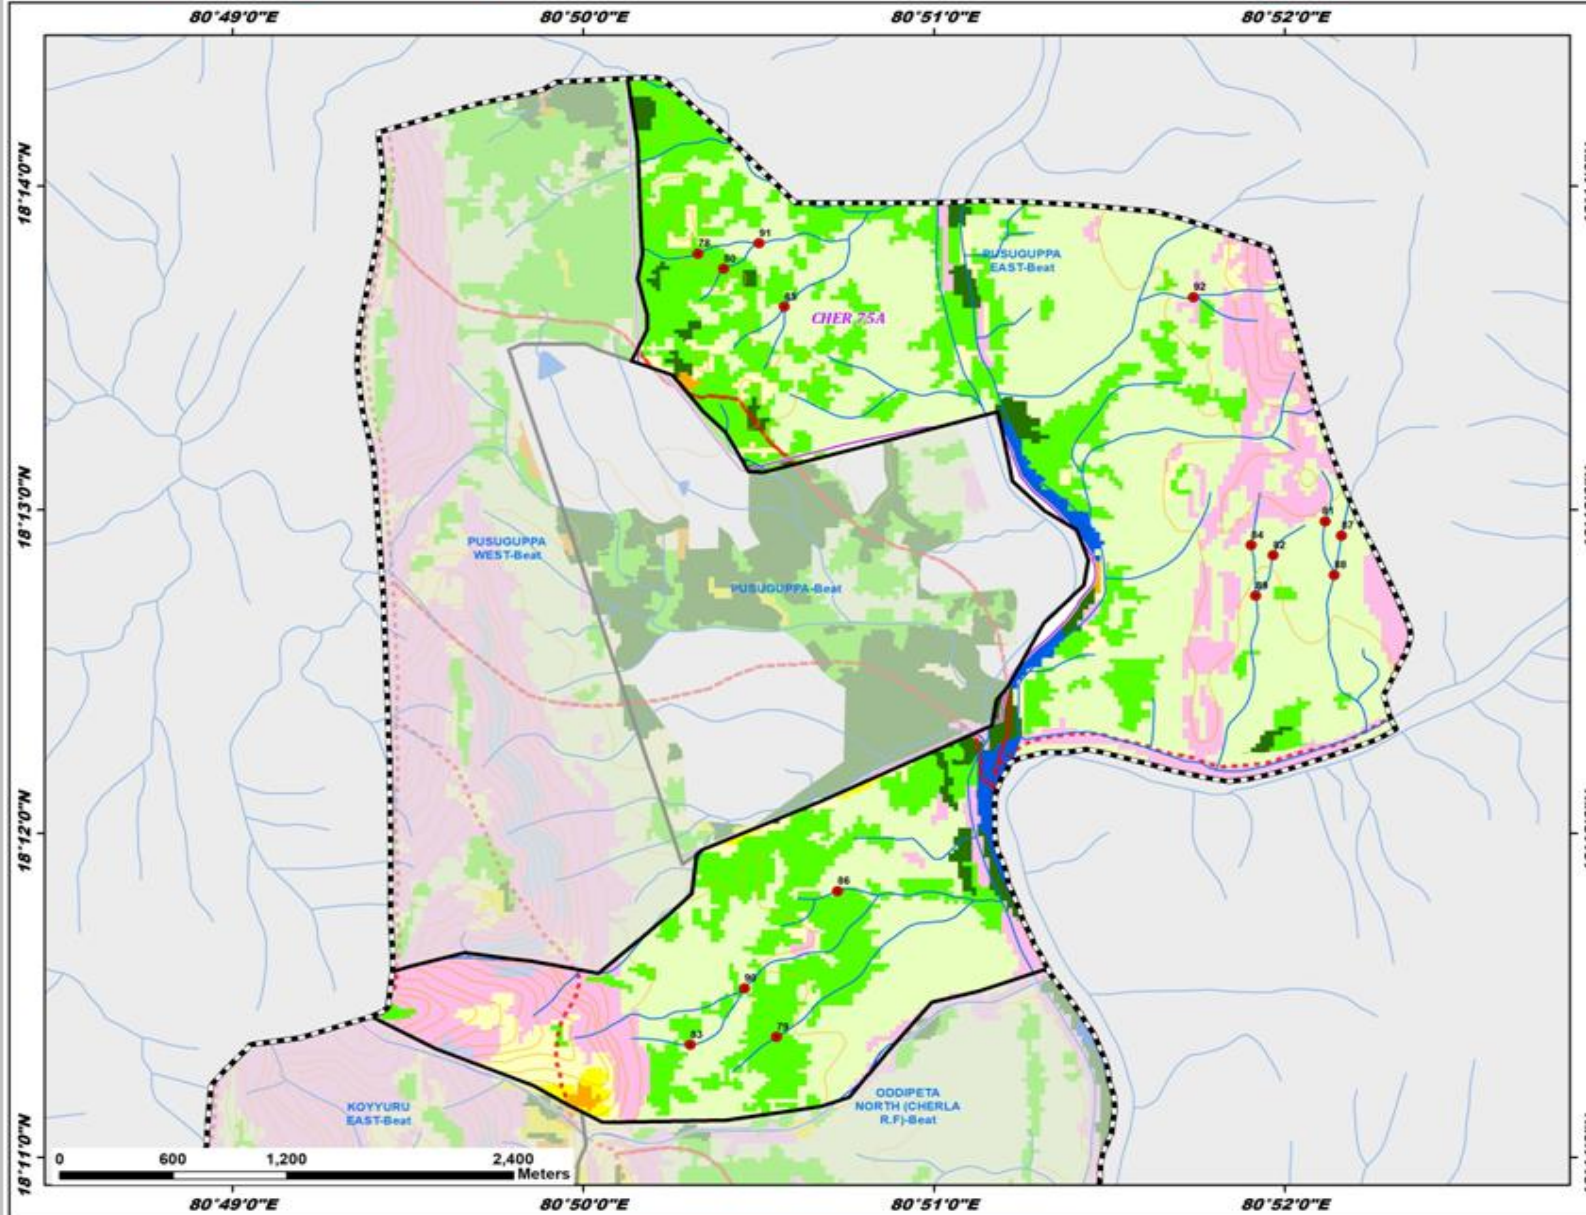 80°49'0"E 80°50'0"E 80°51'0"E 80°52'0"E
18°14'0"N
91
78
80
PUSUGUPPA
EAST-Beat
92
CHER 75A
18°13'0"N
81
87
84
82
88
PUSUGUPPA
WEST-Beat
PUSUGUPPA-Beat
18°12'0"N
86
90
83
79
KOYYURU
EAST-Beat
ODDIPETA
NORTH (CHERLA
R.F)-Beat
18°11'0"N
0 600 1,200 2,400
Meters
80°49'0"E 80°50'0"E 80°51'0"E 80°52'0"E